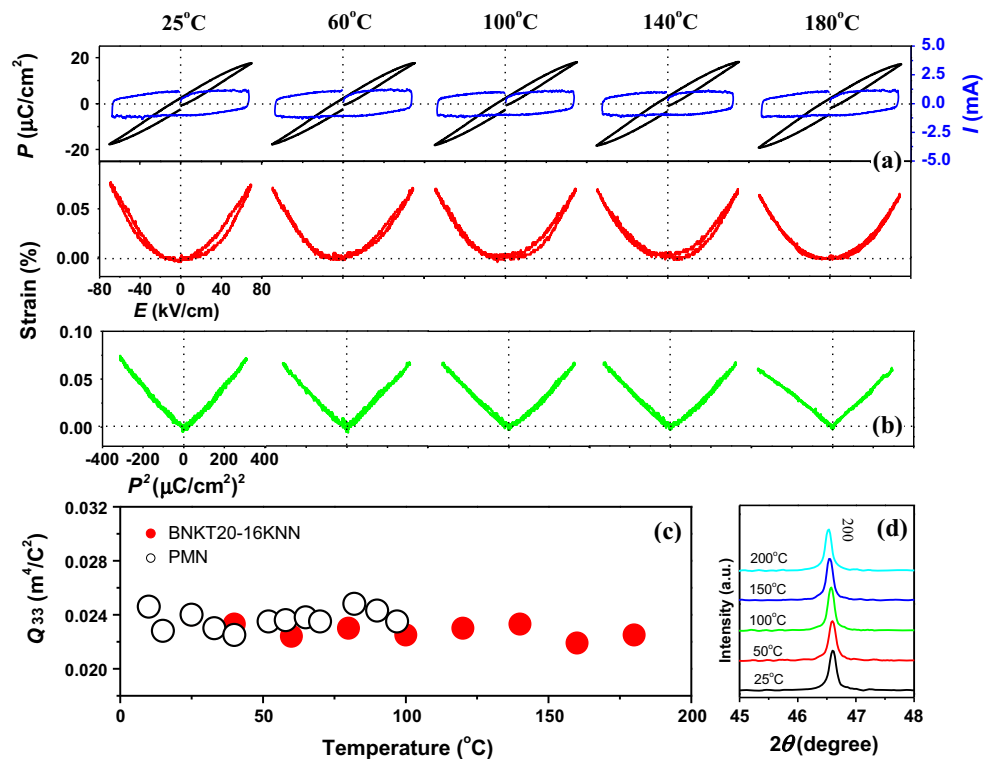 25°C 60°C 100°C 140°C 180°C
P (μC/cm²)
20
0
-20
5.0
2.5
0.0
-2.5
-5.0
I (mA)
(a)
Strain (%)
0.05
0.00
-80 -40 0 40 80
E (kV/cm)
0.10
0.05
0.00
(b)
-400 -200 0 200 400
P² (μC/cm²)²
Q₃₃ (m⁴/C²)
0.032
0.028
0.024
0.020
(c)
BNKT20-16KNN
PMN
0 50 100 150 200
Temperature (°C)
Intensity (a.u.)
(d)
200
200°C
150°C
100°C
50°C
25°C
45 46 47 48
2θ (degree)